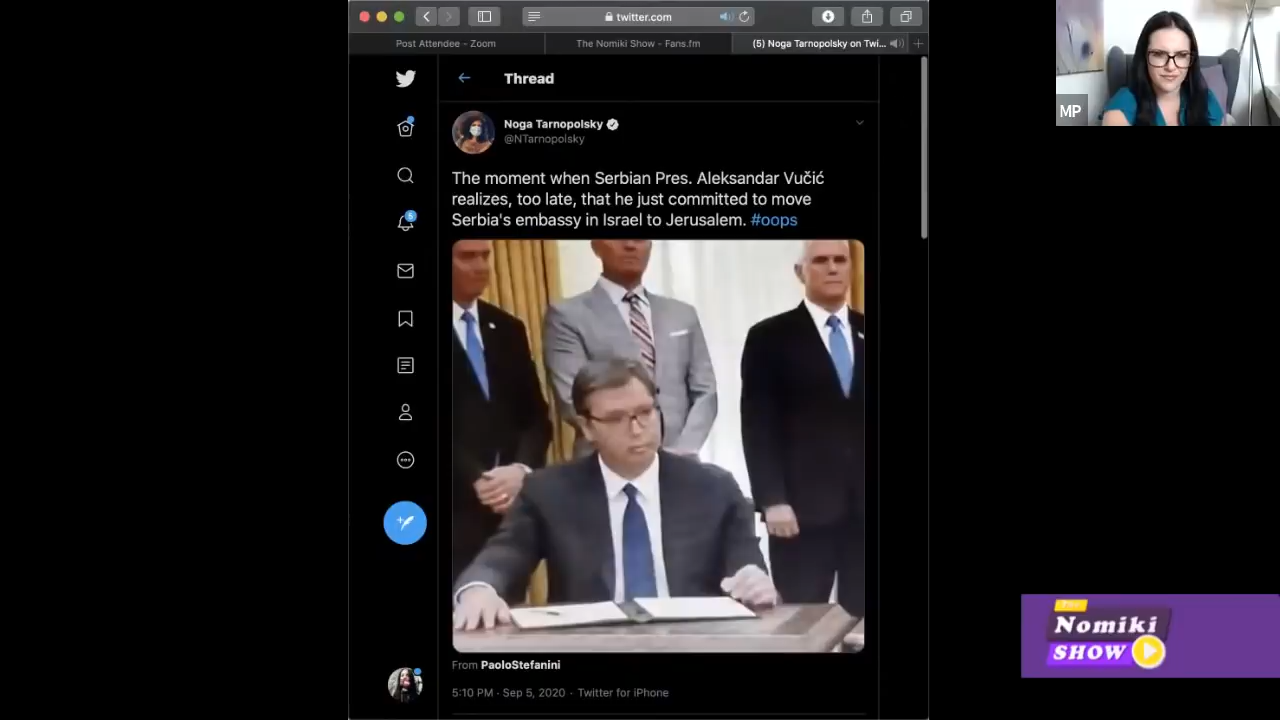 twitter.com
Post Attendee - Zoom
The Nomiki Show - Fans.fm
(5) Noga Tarnopolsky on Twi...
Thread
Noga Tarnopolsky
@NTarnopolsky
The moment when Serbian Pres. Aleksandar Vučić
realizes, too late, that he just committed to move
Serbia's embassy in Israel to Jerusalem. #oops
6
From PaoloStefanini
5:10 PM · Sep 5, 2020 · Twitter for iPhone
MP
The
Nomiki
SHOW